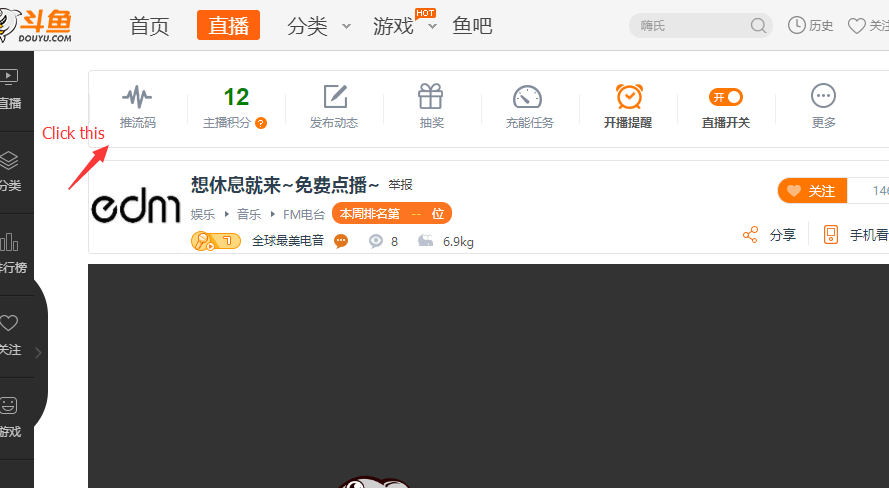 斗鱼
DOUYU.COM
首页 直播 分类 游戏 HOT 鱼吧
嗨氏 历史 关注
直播
分类
排行榜
关注
游戏
Click this
推流码
12
主播积分 ?
发布动态
抽奖
充能任务
开播提醒
开
直播开关
更多
edm
想休息就来~免费点播~ 举报
娱乐 音乐 FM电台 本周排名第 -- 位
7 全球最美电音 8 6.9kg
关注 146
分享 手机看